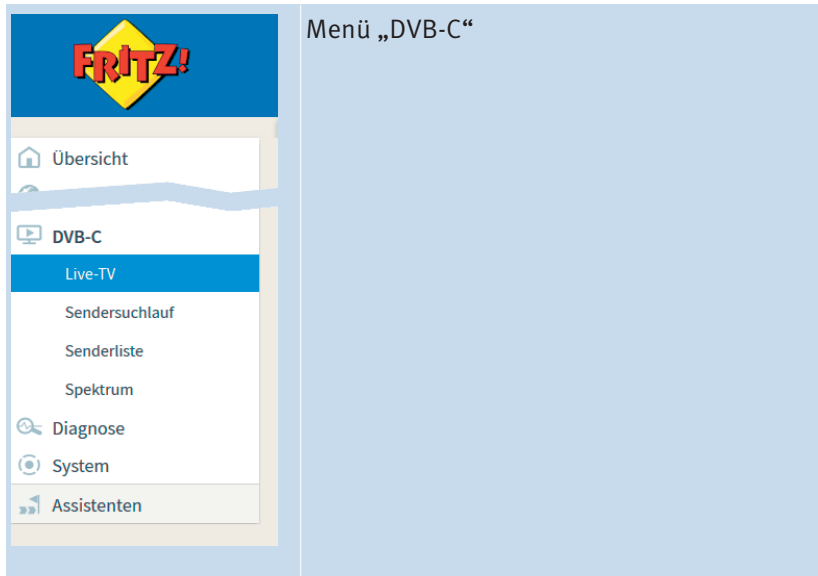 FRITZ!
Menü „DVB-C“
Übersicht
DVB-C
Live-TV
Sendersuchlauf
Senderliste
Spektrum
Diagnose
System
Assistenten